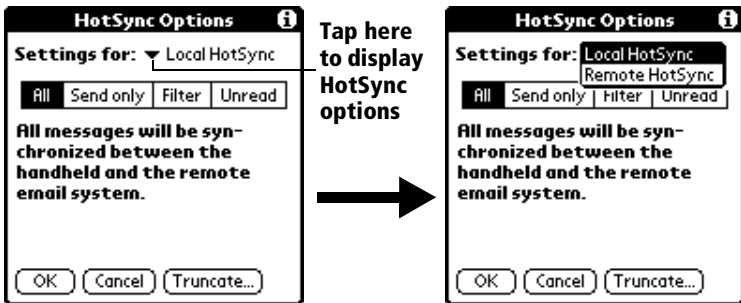 HotSync Options i
Settings for: Local HotSync
All Send only Filter Unread
All messages will be syn-
chronized between the
handheld and the remote
email system.
OK Cancel Truncate...
Tap here
to display
HotSync
options
HotSync Options i
Settings for: Local HotSync
Remote HotSync
All Send only Filter Unread
All messages will be syn-
chronized between the
handheld and the remote
email system.
OK Cancel Truncate...